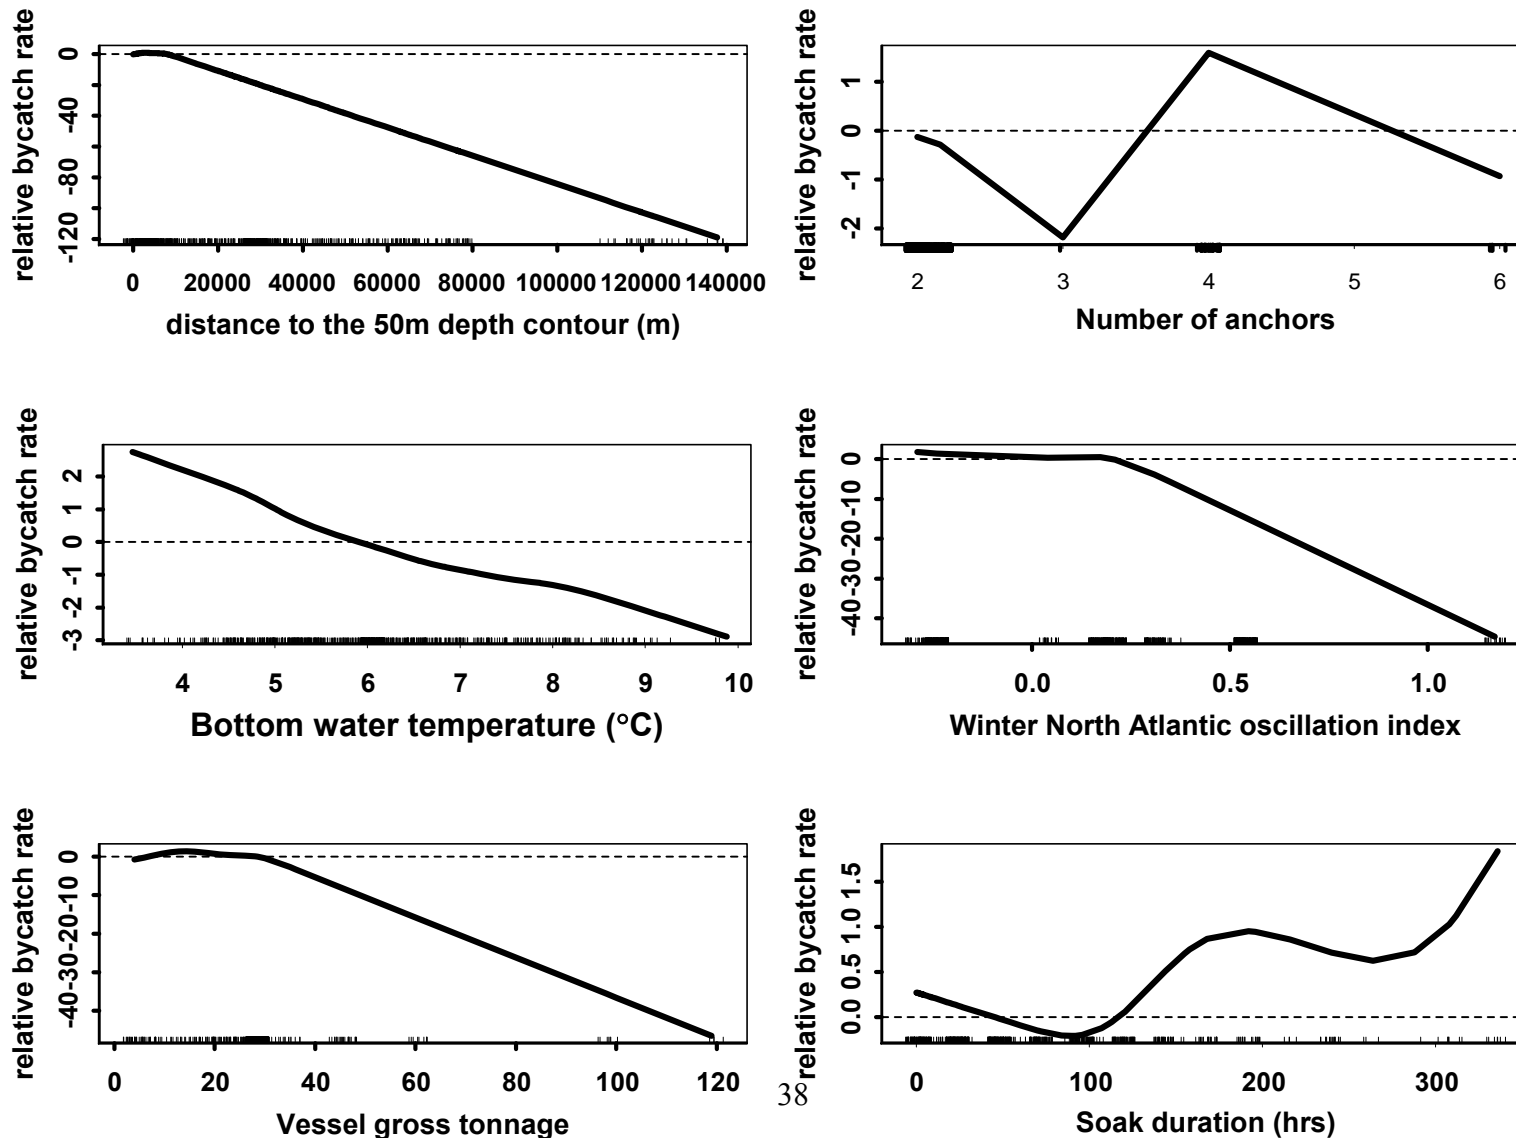 relative bycatch rate
0
-40
-80
-120
0 20000 40000 60000 80000 100000 120000 140000
distance to the 50m depth contour (m)
relative bycatch rate
1
0
-1
-2
2 3 4 5 6
Number of anchors
relative bycatch rate
2
1
0
-1
-2
-3
4 5 6 7 8 9 10
Bottom water temperature (°C)
relative bycatch rate
0
-10
-20
-30
-40
0.0 0.5 1.0
Winter North Atlantic oscillation index
relative bycatch rate
0
-10
-20
-30
-40
0 20 40 60 80 100 120
Vessel gross tonnage
relative bycatch rate
1.5
1.0
0.5
0.0
0 100 200 300
Soak duration (hrs)
38